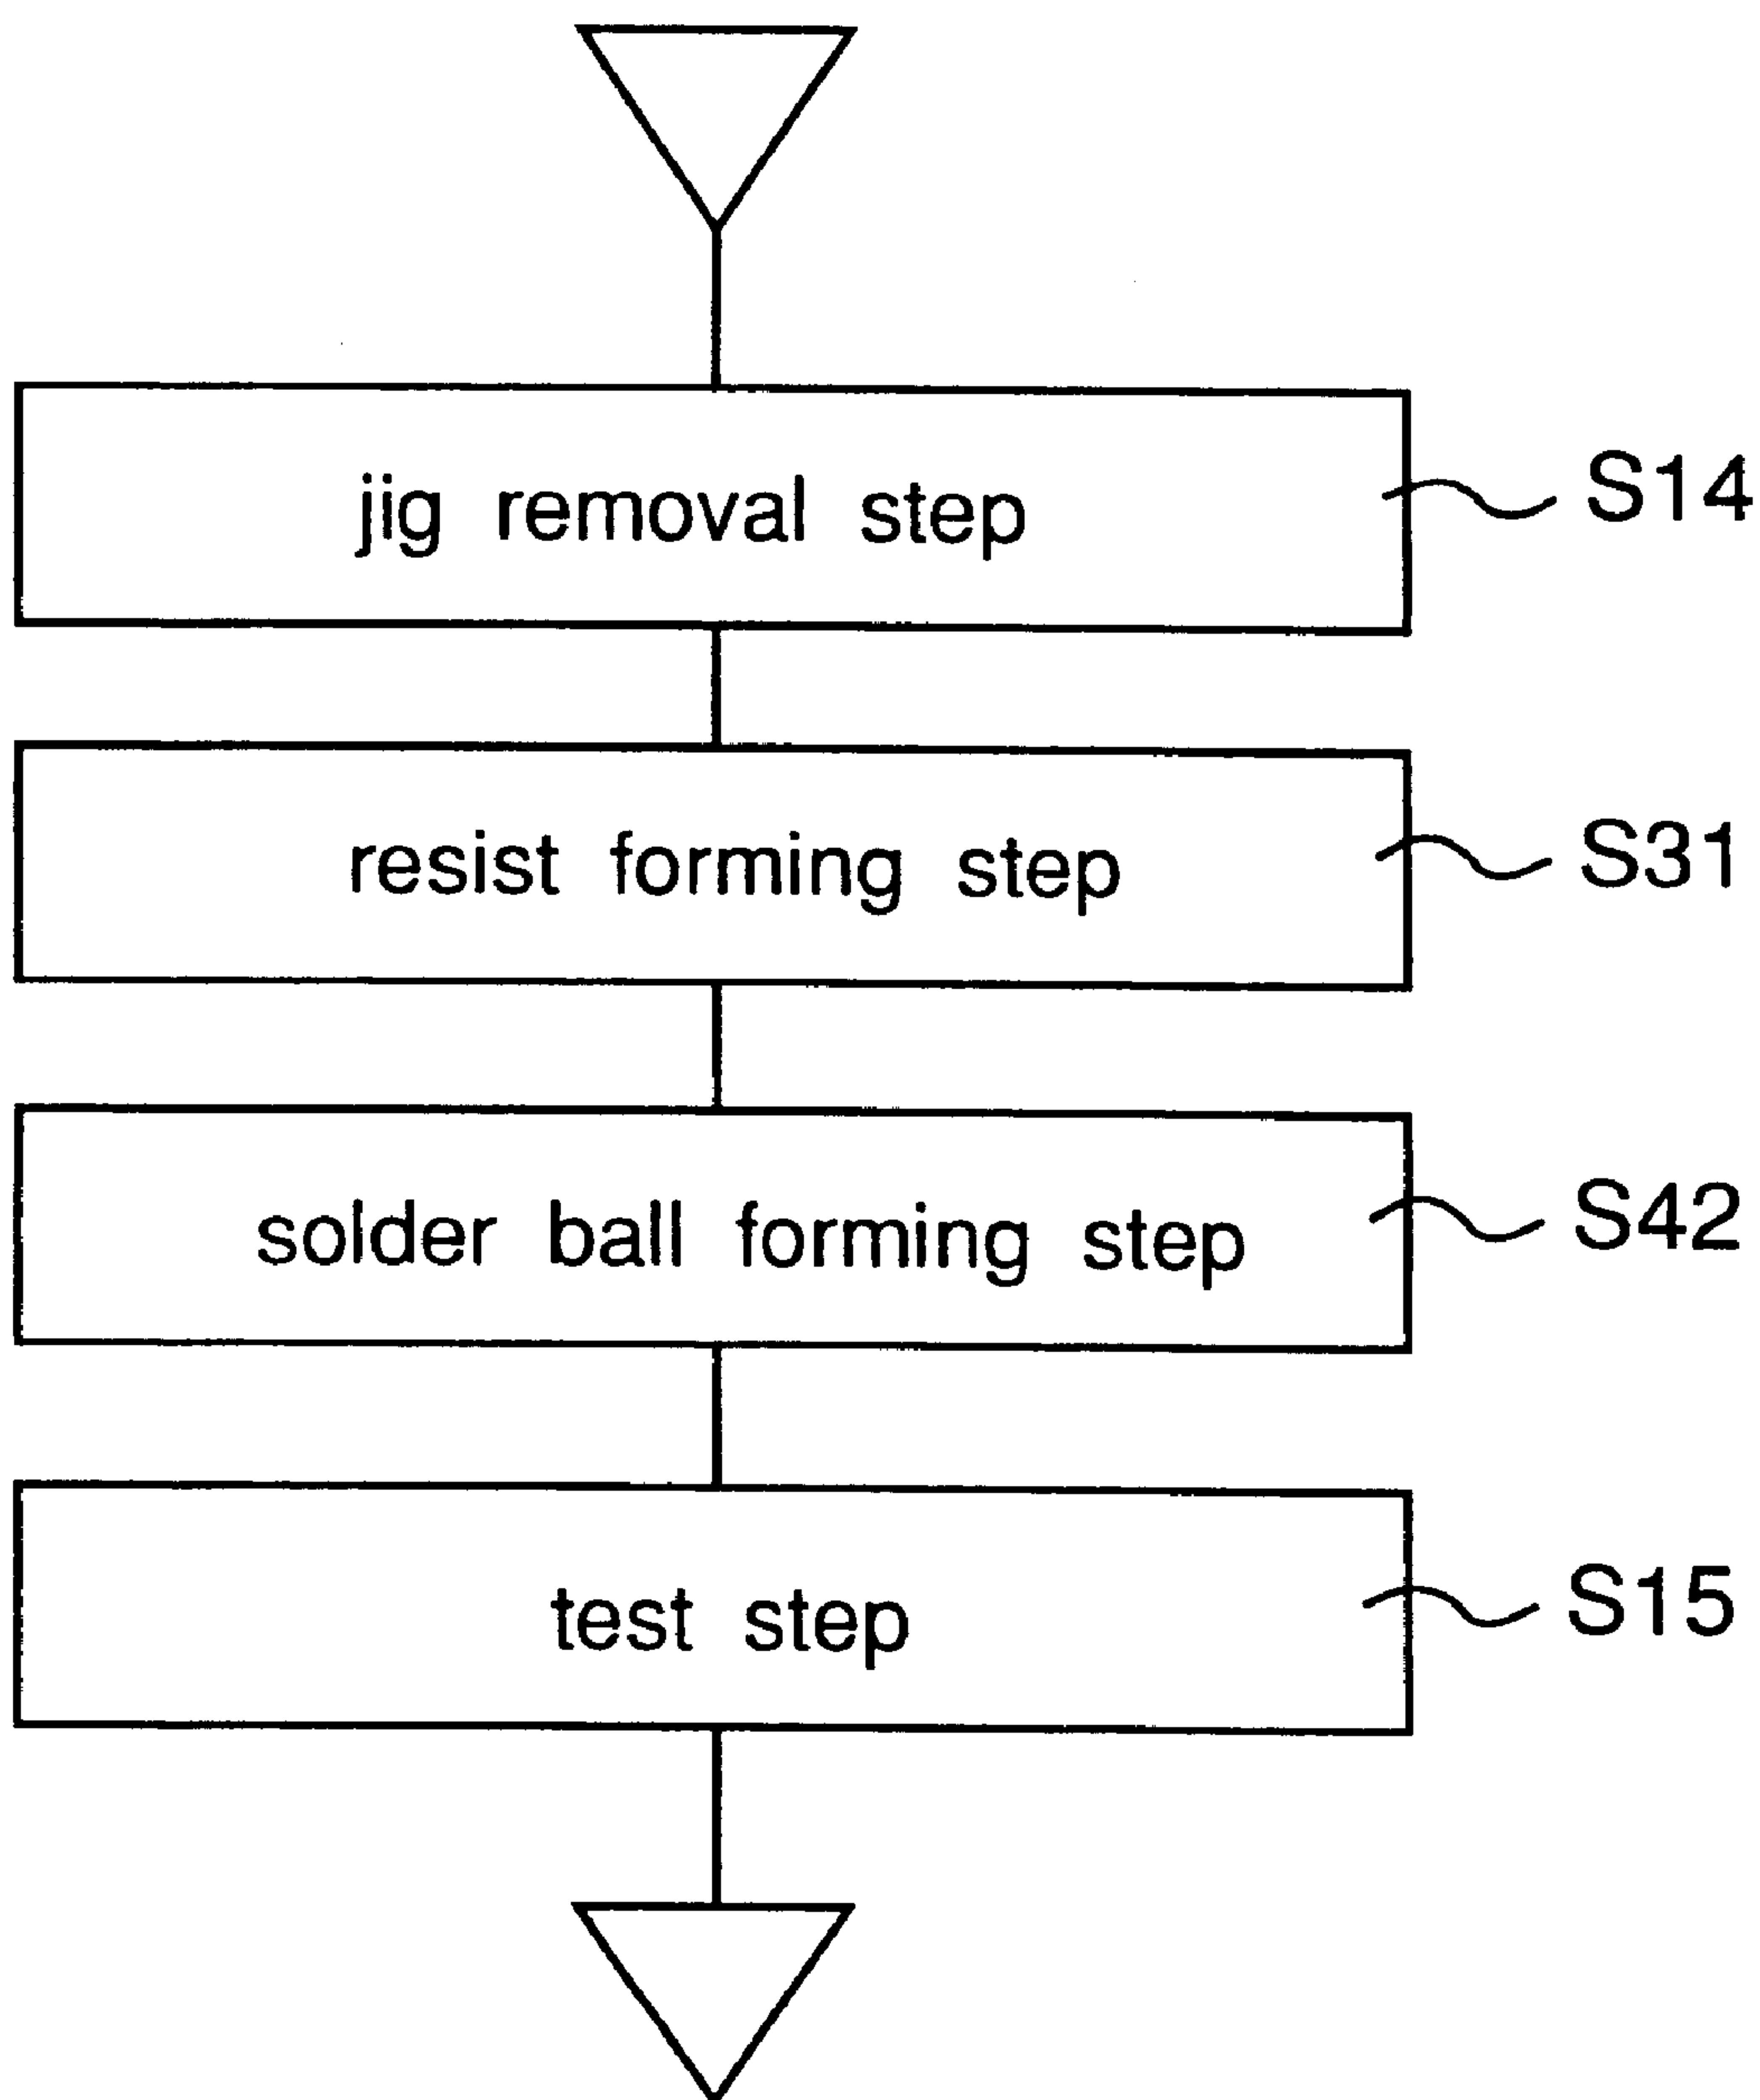 jig removal step S14
resist forming step S31
solder ball forming step S42
test step S15